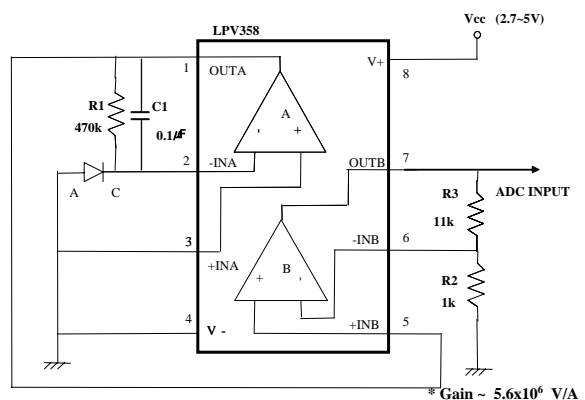 LPV358
Vcc (2.7~5V)
1
OUTA
V+
8
R1
470k
C1
0.1㎌
A
- +
2
-INA
A C
OUTB
7
ADC INPUT
R3
11k
3
+INA
-INB
6
B
+ -
R2
1k
4
V -
+INB
5
* Gain ~ 5.6x10⁶ V/A